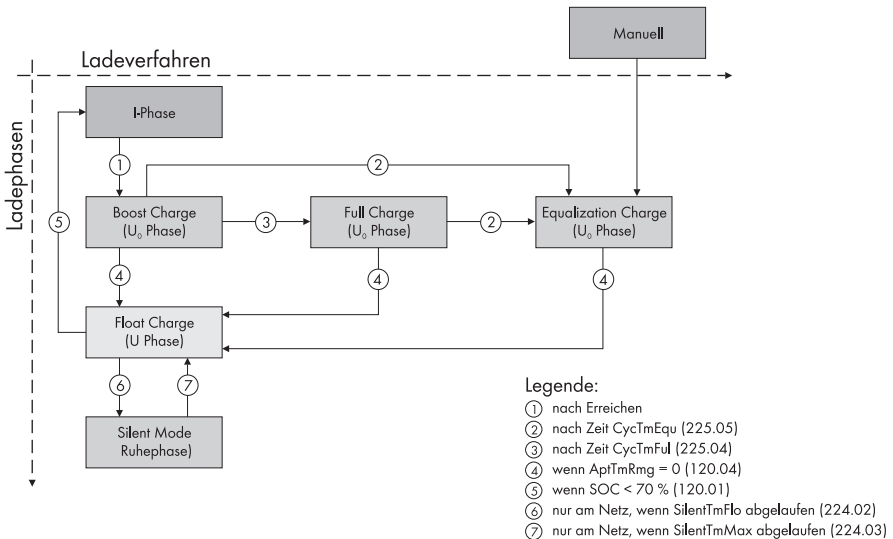 Manuell
Ladeverfahren
Ladephasen
I-Phase
1
2
Boost Charge
(U₀ Phase)
3
Full Charge
(U₀ Phase)
2
Equalization Charge
(U₀ Phase)
5
4
4
4
Float Charge
(U Phase)
6
7
Silent Mode
Ruhephase)
Legende:
1 nach Erreichen
2 nach Zeit CycTmEqu (225.05)
3 nach Zeit CycTmFul (225.04)
4 wenn AptTmRmg = 0 (120.04)
5 wenn SOC < 70 % (120.01)
6 nur am Netz, wenn SilentTmFlo abgelaufen (224.02)
7 nur am Netz, wenn SilentTmMax abgelaufen (224.03)